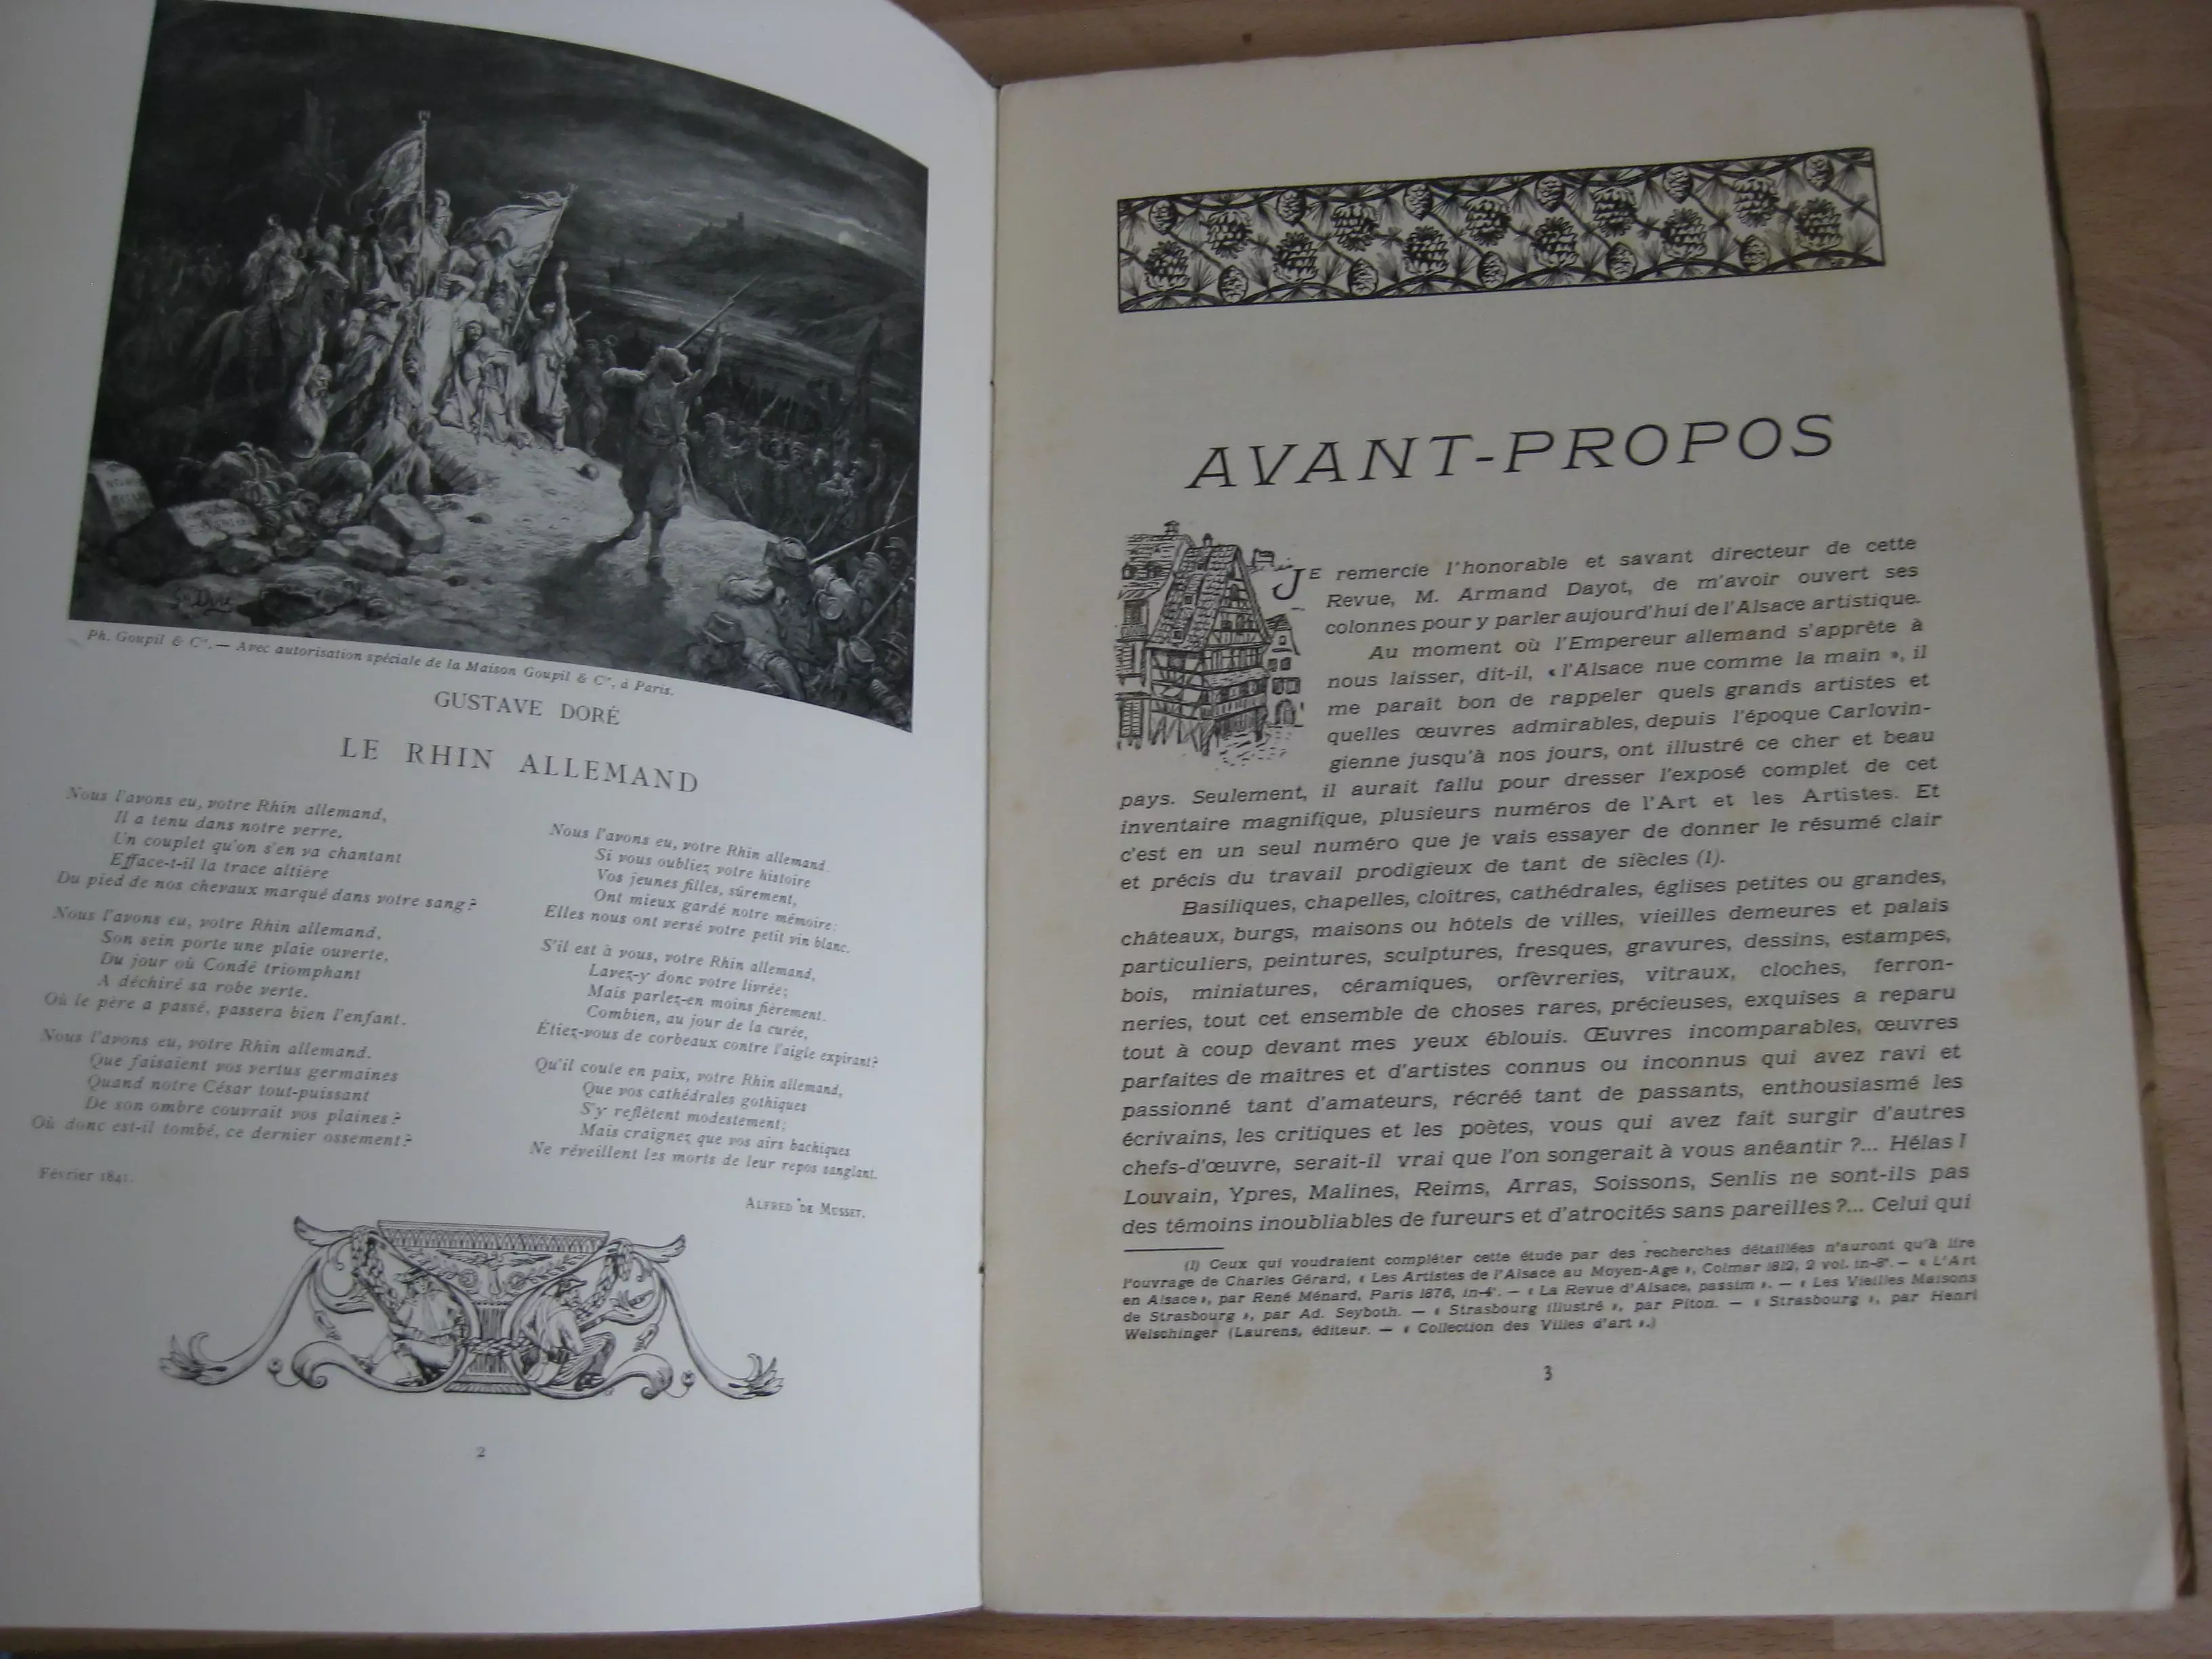 Ph. Goupil & Cie. — Avec autorisation spéciale de la Maison Goupil & Cie, à Paris.
GUSTAVE DORÉ
LE RHIN ALLEMAND
Nous l'avons eu, votre Rhin allemand,
Il a tenu dans notre verre.
Un couplet qu'on s'en va chantant
Efface-t-il la trace altière
Du pied de nos chevaux marqué dans votre sang?
Nous l'avons eu, votre Rhin allemand,
Son sein porte une plaie ouverte,
Du jour où Condé triomphant
A déchiré sa robe verte.
Où le père a passé, passera bien l'enfant.
Nous l'avons eu, votre Rhin allemand.
Que faisaient vos vertus germaines
Quand notre César tout-puissant
De son ombre couvrait vos plaines?
Où donc est-il tombé, ce dernier ossement?
Février 1841.
Nous l'avons eu, votre Rhin allemand.
Si vous oubliez votre histoire
Vos jeunes filles, sûrement,
Ont mieux gardé notre mémoire;
Elles nous ont versé votre petit vin blanc.
S'il est à vous, votre Rhin allemand,
Lavez-y donc votre livrée;
Mais parlez-en moins fièrement.
Combien, au jour de la curée,
Étiez-vous de corbeaux contre l'aigle expirant?
Qu'il coule en paix, votre Rhin allemand,
Que vos cathédrales gothiques
S'y reflètent modestement;
Mais craignez que vos airs bachiques
Ne réveillent les morts de leur repos sanglant.
ALFRED DE MUSSET.
2
AVANT-PROPOS
JE remercie l'honorable et savant directeur de cette
Revue, M. Armand Dayot, de m'avoir ouvert ses
colonnes pour y parler aujourd'hui de l'Alsace artistique.
Au moment où l'Empereur allemand s'apprête à
nous laisser, dit-il, « l'Alsace nue comme la main », il
me paraît bon de rappeler quels grands artistes et
quelles œuvres admirables, depuis l'époque Carlovin-
gienne jusqu'à nos jours, ont illustré ce cher et beau
pays. Seulement, il aurait fallu pour dresser l'exposé complet de cet
inventaire magnifique, plusieurs numéros de l'Art et les Artistes. Et
c'est en un seul numéro que je vais essayer de donner le résumé clair
et précis du travail prodigieux de tant de siècles (1).
Basiliques, chapelles, cloîtres, cathédrales, églises petites ou grandes,
châteaux, burgs, maisons ou hôtels de villes, vieilles demeures et palais
particuliers, peintures, sculptures, fresques, gravures, dessins, estampes,
bois, miniatures, céramiques, orfèvreries, vitraux, cloches, ferron-
neries, tout cet ensemble de choses rares, précieuses, exquises a reparu
tout à coup devant mes yeux éblouis. Œuvres incomparables, œuvres
parfaites de maîtres et d'artistes connus ou inconnus qui avez ravi et
passionné tant d'amateurs, récréé tant de passants, enthousiasmé les
écrivains, les critiques et les poètes, vous qui avez fait surgir d'autres
chefs-d'œuvre, serait-il vrai que l'on songerait à vous anéantir ?... Hélas !
Louvain, Ypres, Malines, Reims, Arras, Soissons, Senlis ne sont-ils pas
des témoins inoubliables de fureurs et d'atrocités sans pareilles ?... Celui qui
(1) Ceux qui voudraient compléter cette étude par des recherches détaillées n'auront qu'à lire
l'ouvrage de Charles Gérard, « Les Artistes de l'Alsace au Moyen-Age », Colmar 1812, 2 vol. in-8°. — « L'Art
en Alsace », par René Ménard, Paris 1876, in-4°. — « La Revue d'Alsace, passim ». — « Les Vieilles Maisons
de Strasbourg », par Ad. Seyboth. — « Strasbourg illustré », par Piton. — « Strasbourg », par Henri
Welschinger (Laurens, éditeur. — « Collection des Villes d'art ».)
3